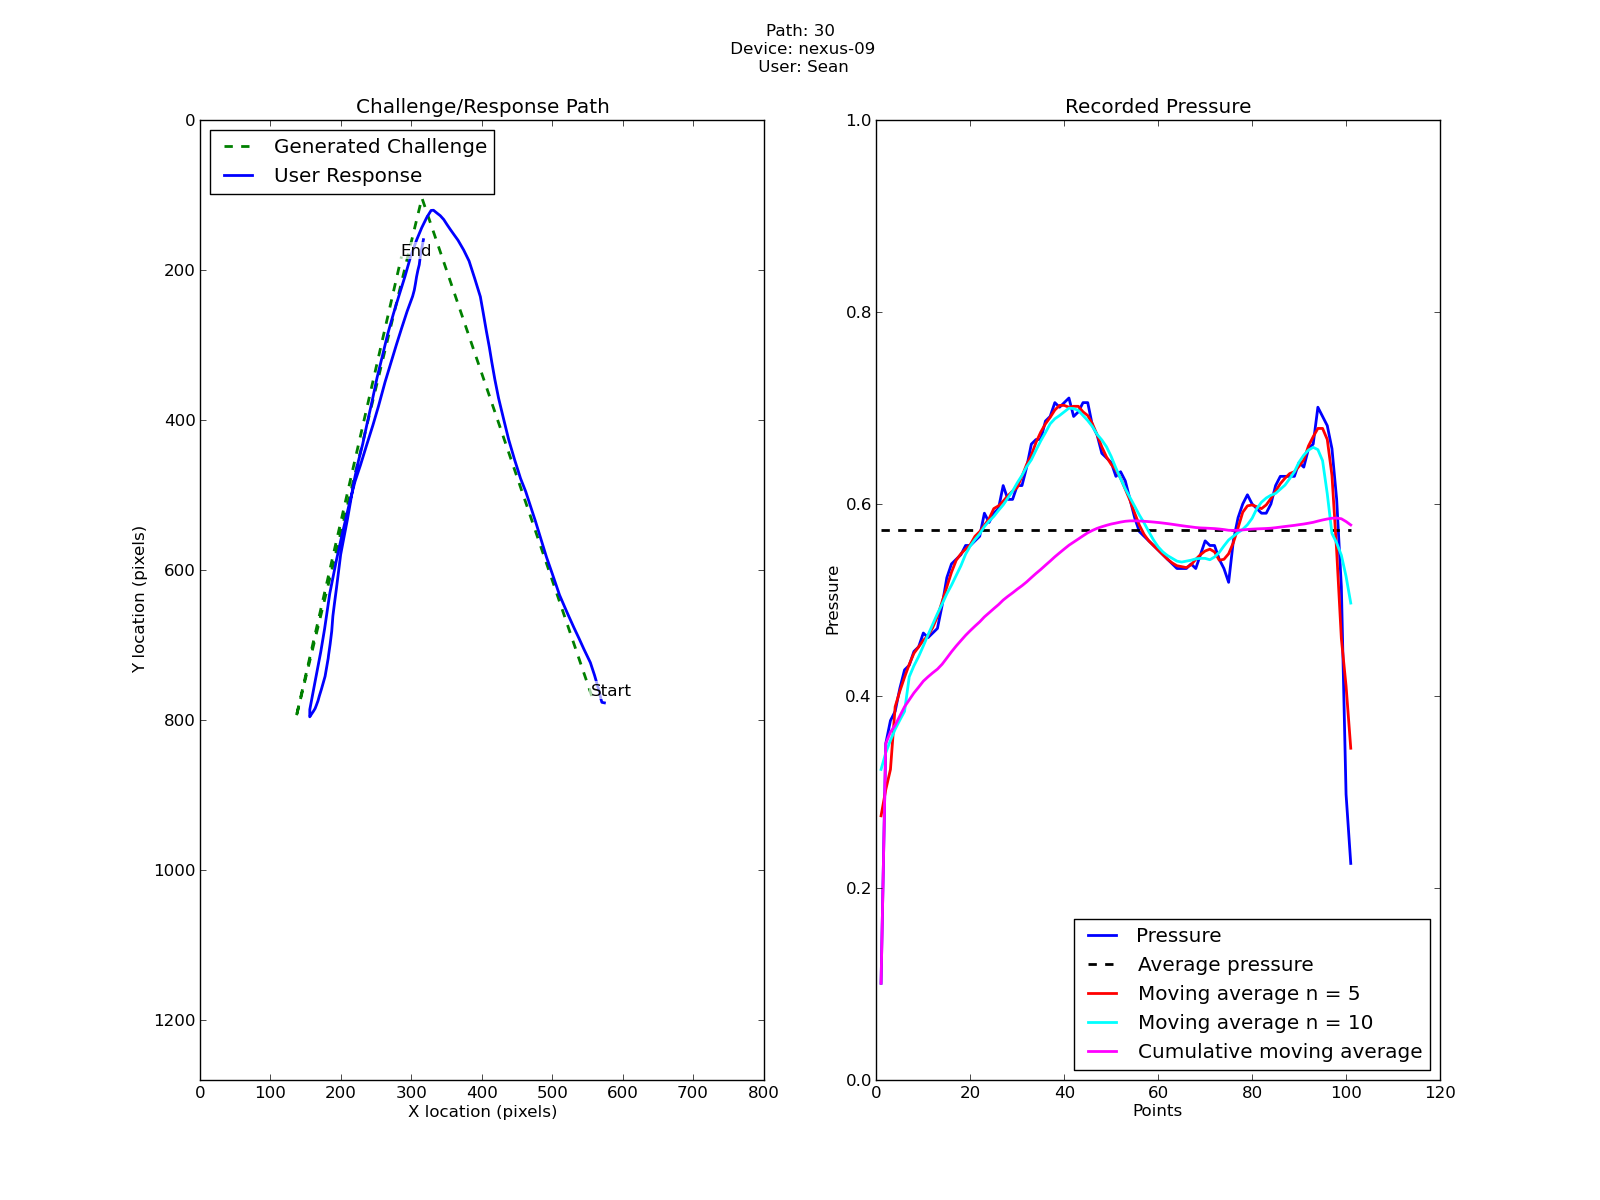 Path: 30
Device: nexus-09
User: Sean
Challenge/Response Path
0
200
400
600
800
1000
1200
Y location (pixels)
Generated Challenge
User Response
End
Start
0 100 200 300 400 500 600 700 800
X location (pixels)
Recorded Pressure
1.0
0.8
0.6
0.4
0.2
0.0
Pressure
Pressure
Average pressure
Moving average n = 5
Moving average n = 10
Cumulative moving average
0 20 40 60 80 100 120
Points